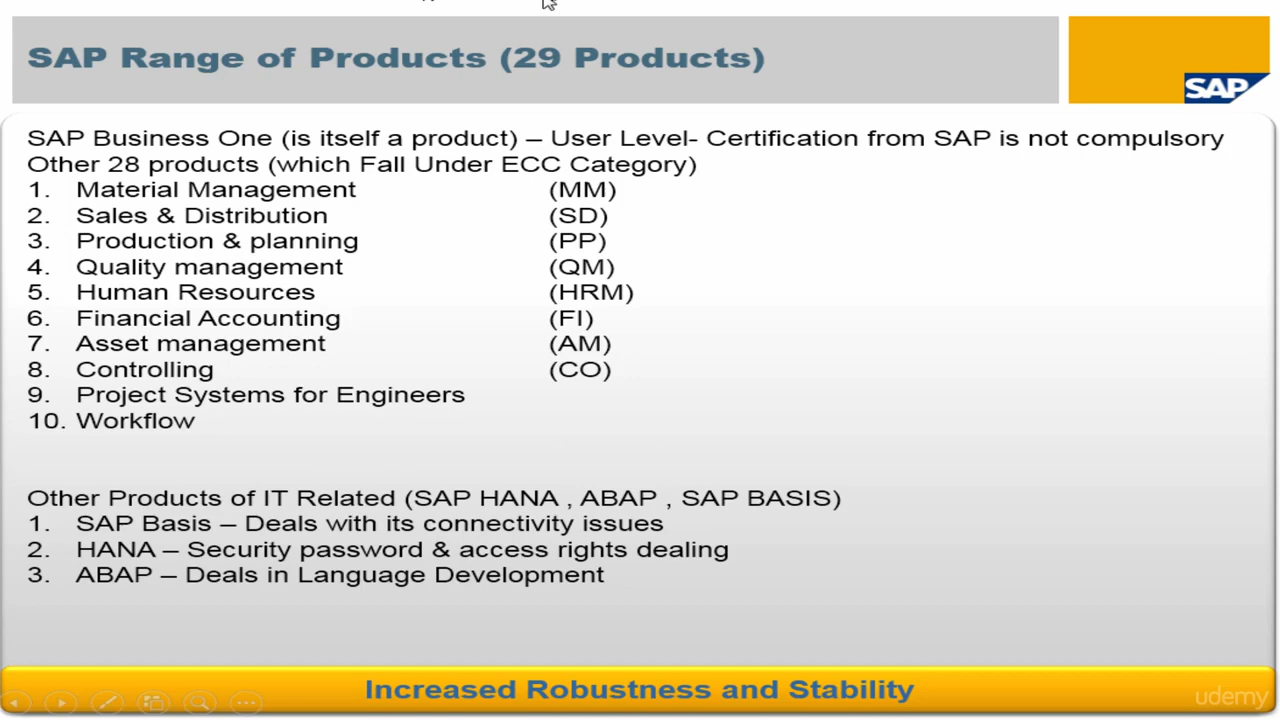 SAP Range of Products (29 Products)
SAP
SAP Business One (is itself a product) – User Level- Certification from SAP is not compulsory
Other 28 products (which Fall Under ECC Category)
1. Material Management (MM)
2. Sales & Distribution (SD)
3. Production & planning (PP)
4. Quality management (QM)
5. Human Resources (HRM)
6. Financial Accounting (FI)
7. Asset management (AM)
8. Controlling (CO)
9. Project Systems for Engineers
10. Workflow
Other Products of IT Related (SAP HANA , ABAP , SAP BASIS)
1. SAP Basis – Deals with its connectivity issues
2. HANA – Security password & access rights dealing
3. ABAP – Deals in Language Development
Increased Robustness and Stability
udemy